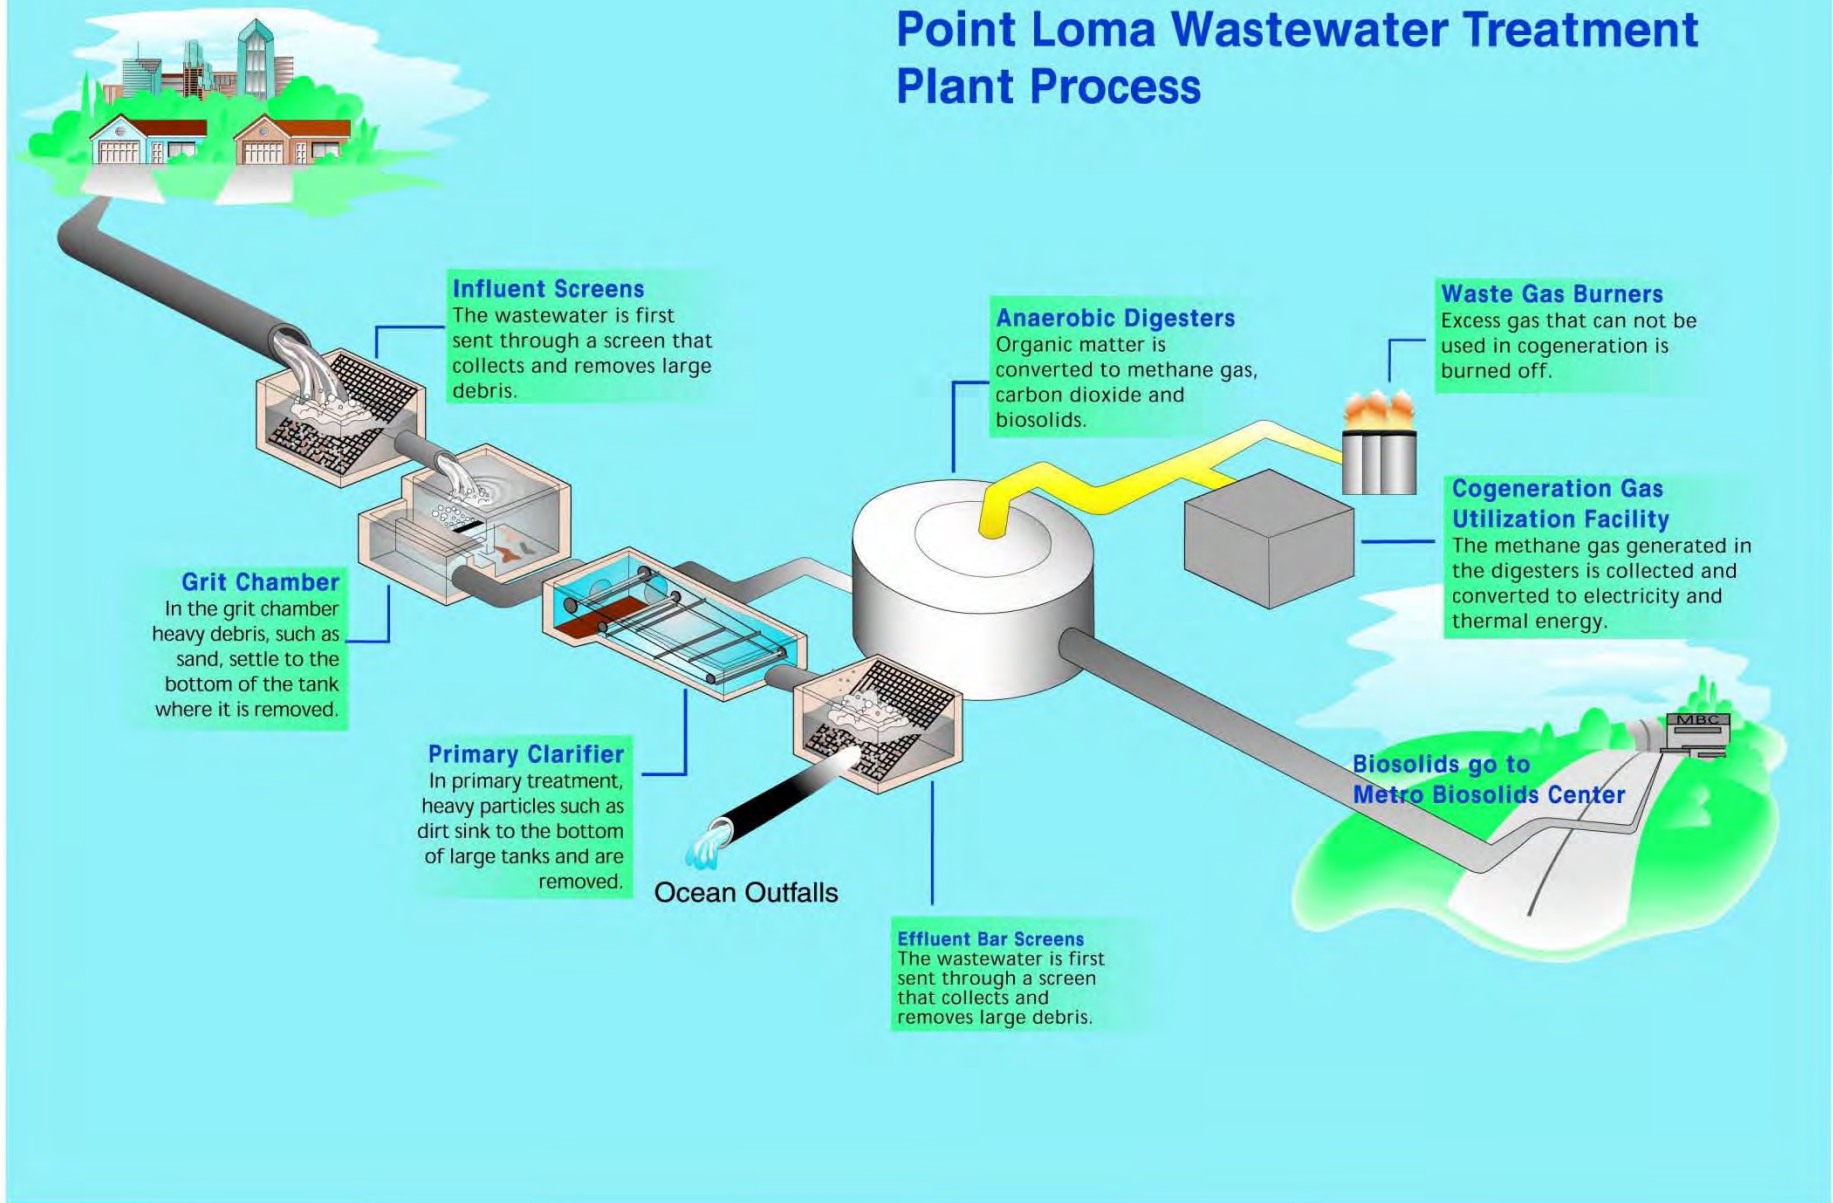 Point Loma Wastewater Treatment
Plant Process
Influent Screens
The wastewater is first
sent through a screen that
collects and removes large
debris.
Anaerobic Digesters
Organic matter is
converted to methane gas,
carbon dioxide and
biosolids.
Waste Gas Burners
Excess gas that can not be
used in cogeneration is
burned off.
Cogeneration Gas
Utilization Facility
The methane gas generated in
the digesters is collected and
converted to electricity and
thermal energy.
Grit Chamber
In the grit chamber
heavy debris, such as
sand, settle to the
bottom of the tank
where it is removed.
Primary Clarifier
In primary treatment,
heavy particles such as
dirt sink to the bottom
of large tanks and are
removed.
Ocean Outfalls
MBC
Biosolids go to
Metro Biosolids Center
Effluent Bar Screens
The wastewater is first
sent through a screen
that collects and
removes large debris.